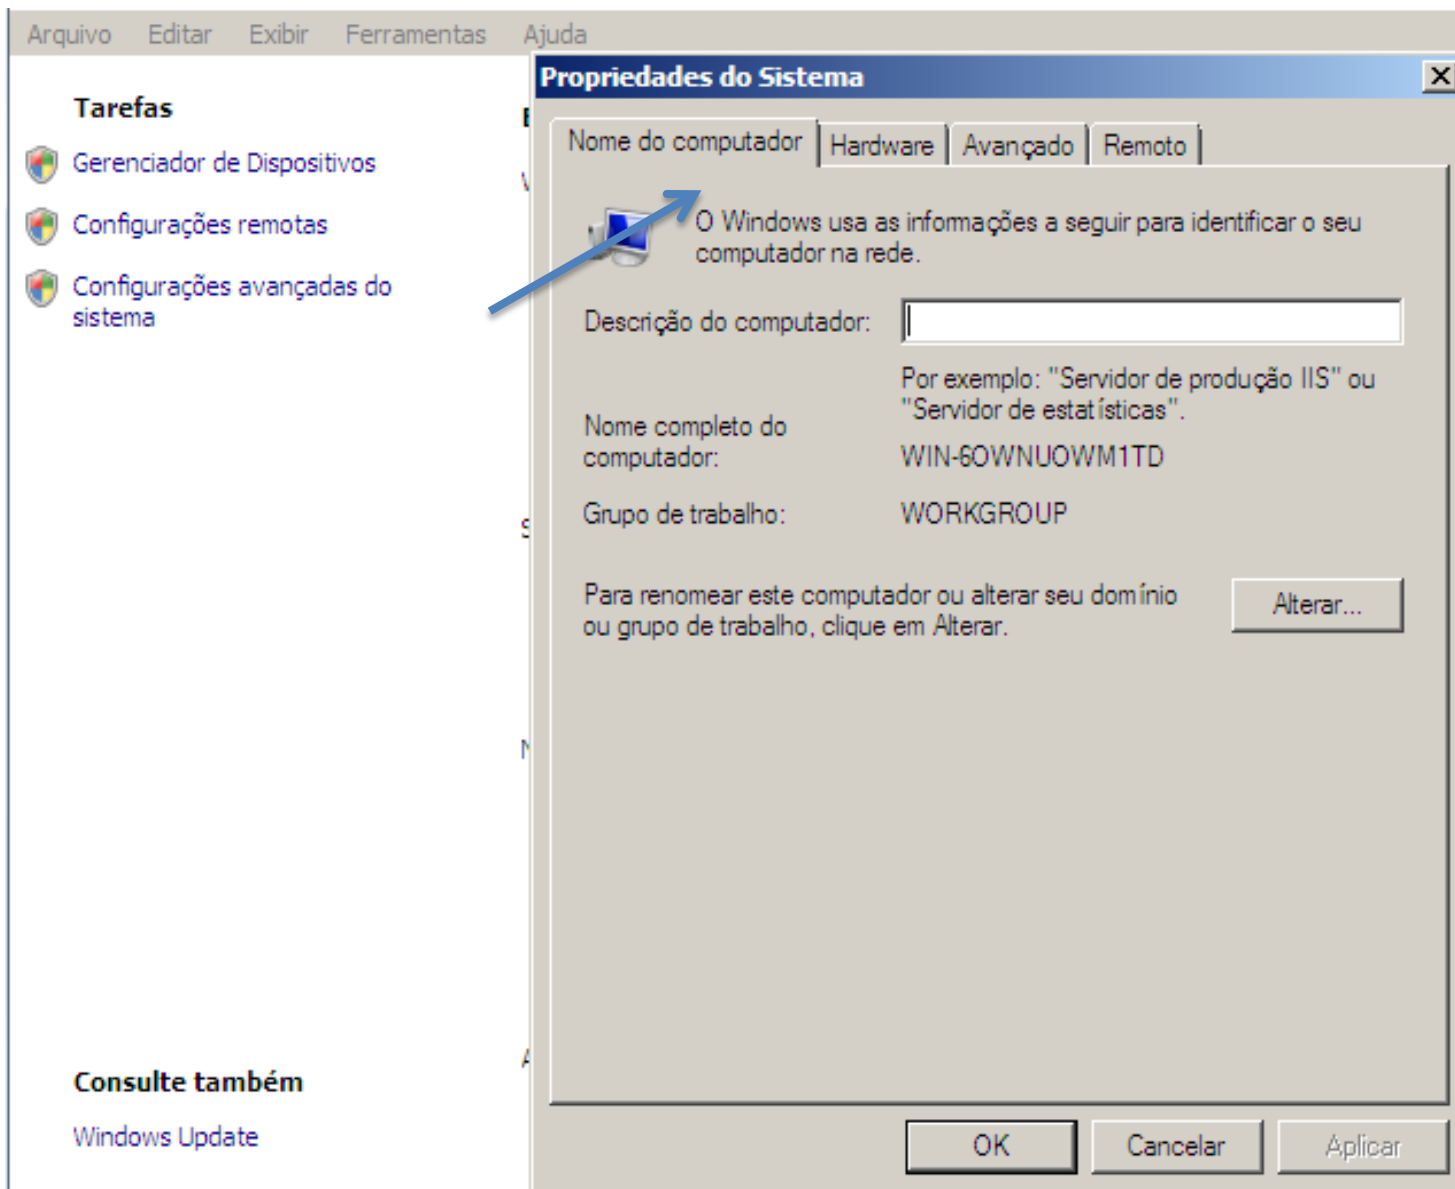 Arquivo Editar Exibir Ferramentas Ajuda
Tarefas
Gerenciador de Dispositivos
Configurações remotas
Configurações avançadas do
sistema
Consulte também
Windows Update
Propriedades do Sistema
Nome do computador Hardware Avançado Remoto
O Windows usa as informações a seguir para identificar o seu
computador na rede.
Descrição do computador:
Por exemplo: "Servidor de produção IIS" ou
"Servidor de estatísticas".
Nome completo do
computador:
WIN-6OWNUOWM1TD
Grupo de trabalho: WORKGROUP
Para renomear este computador ou alterar seu domínio
ou grupo de trabalho, clique em Alterar.
Alterar...
OK Cancelar Aplicar